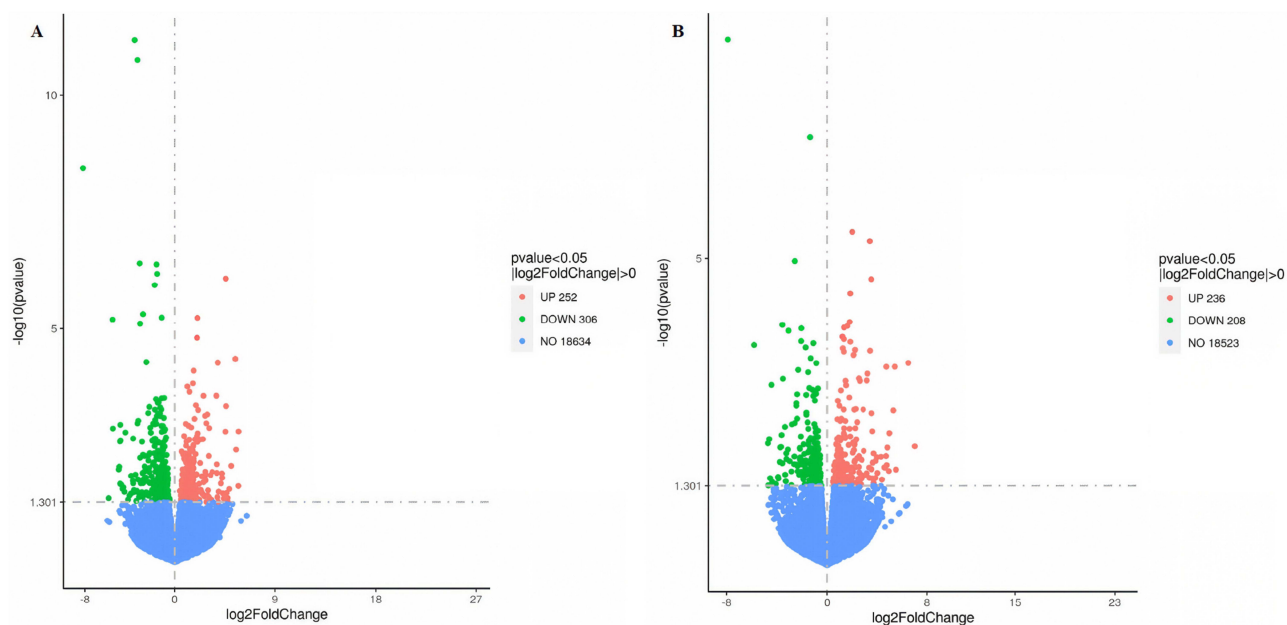 A
-log10(pvalue)
10
5
1.301
-8
0
9
18
27
log2FoldChange
pvalue<0.05
|log2FoldChange|>0
UP 252
DOWN 306
NO 18634
B
-log10(pvalue)
5
1.301
-8
0
8
15
23
log2FoldChange
pvalue<0.05
|log2FoldChange|>0
UP 236
DOWN 208
NO 18523